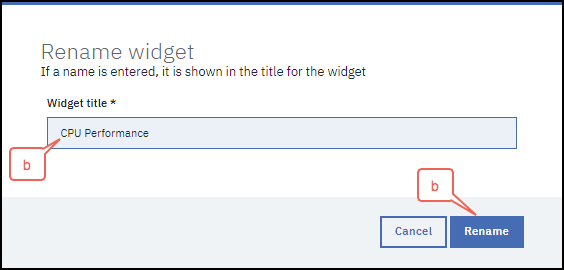 Rename widget
If a name is entered, it is shown in the title for the widget
Widget title *
CPU Performance
b
b
Cancel
Rename